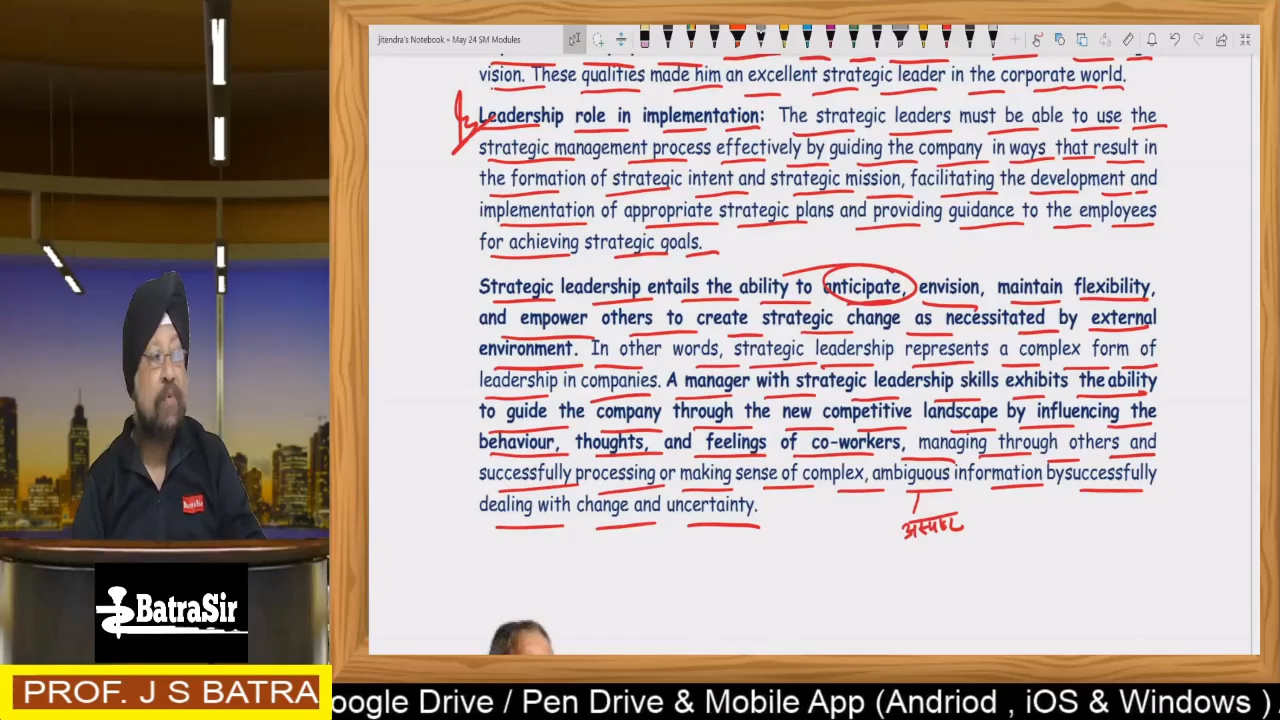 Jitendra's Notebook » May 24 SM Modules
vision. These qualities made him an excellent strategic leader in the corporate world.
Leadership role in implementation: The strategic leaders must be able to use the
strategic management process effectively by guiding the company in ways that result in
the formation of strategic intent and strategic mission, facilitating the development and
implementation of appropriate strategic plans and providing guidance to the employees
for achieving strategic goals.
Strategic leadership entails the ability to anticipate, envision, maintain flexibility,
and empower others to create strategic change as necessitated by external
environment. In other words, strategic leadership represents a complex form of
leadership in companies. A manager with strategic leadership skills exhibits the ability
to guide the company through the new competitive landscape by influencing the
behaviour, thoughts, and feelings of co-workers, managing through others and
successfully processing or making sense of complex, ambiguous information bysuccessfully
dealing with change and uncertainty.
अस्पष्ट
BatraSir
BatraSir
PROF. J S BATRA
oogle Drive / Pen Drive & Mobile App (Andriod , iOS & Windows ) .